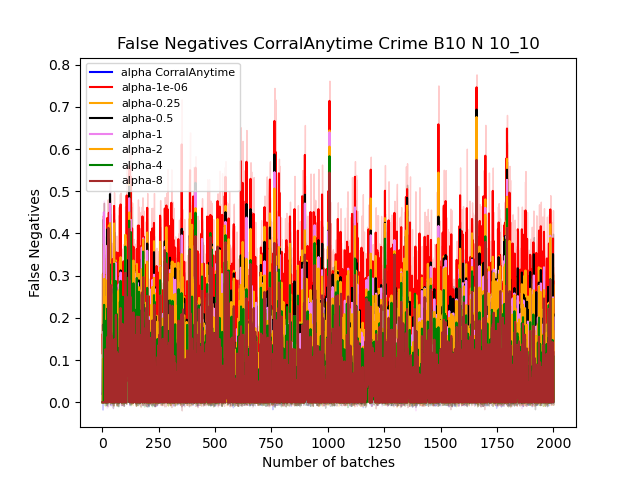 False Negatives CorralAnytime Crime B10 N 10_10
alpha CorralAnytime
alpha-1e-06
alpha-0.25
alpha-0.5
alpha-1
alpha-2
alpha-4
alpha-8
0.8
0.7
0.6
0.5
0.4
0.3
0.2
0.1
0.0
False Negatives
0
250
500
750
1000
1250
1500
1750
2000
Number of batches